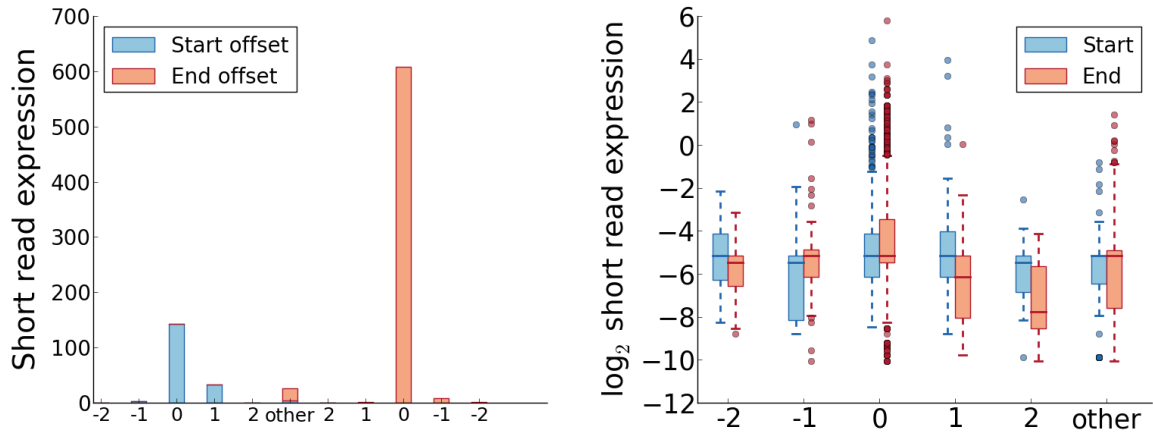 Short read expression
700
600
500
400
300
200
100
0
Start offset
End offset
-2 -1 0 1 2 other 2 1 0 -1 -2
log₂ short read expression
6
4
2
0
−2
−4
−6
−8
−10
−12
Start
End
-2 -1 0 1 2 other